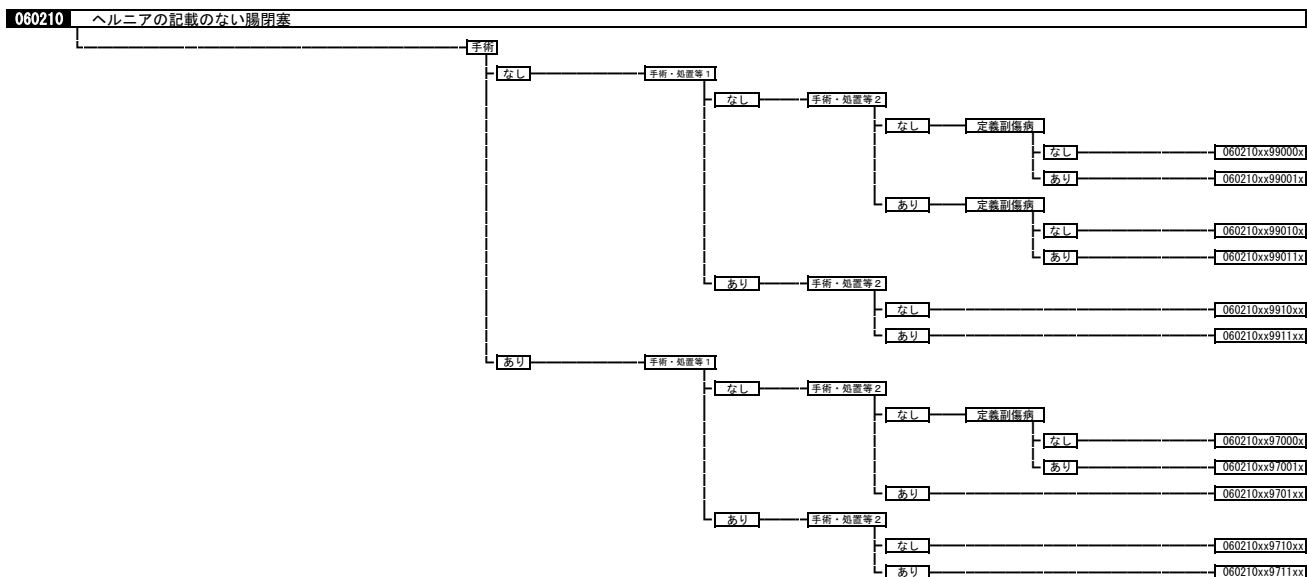 060210 ヘルニアの記載のない腸閉塞
手術
なし 手術・処置等1
なし 手術・処置等2
なし 定義副傷病
なし 060210xx99000x
あり 060210xx99001x
あり 定義副傷病
なし 060210xx99010x
あり 060210xx99011x
あり 手術・処置等2
なし 060210xx9910xx
あり 060210xx9911xx
あり 手術・処置等1
なし 手術・処置等2
なし 定義副傷病
なし 060210xx97000x
あり 060210xx97001x
あり 060210xx9701xx
あり 手術・処置等2
なし 060210xx9710xx
あり 060210xx9711xx